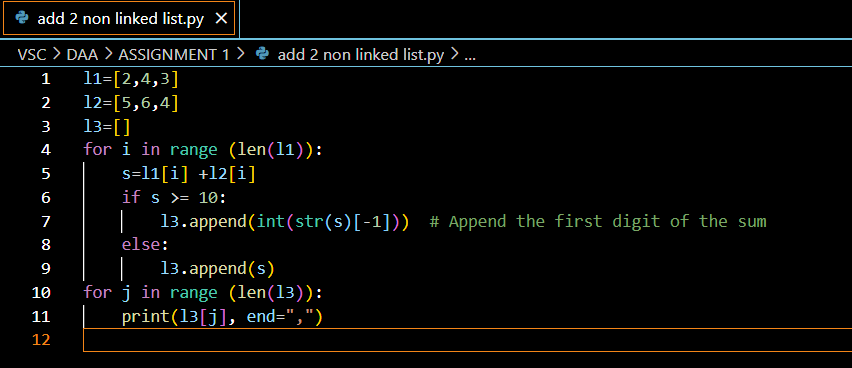 add 2 non linked list.py ×
VSC > DAA > ASSIGNMENT 1 > add 2 non linked list.py > ...
1 l1=[2,4,3]
2 l2=[5,6,4]
3 l3=[]
4 for i in range (len(l1)):
5     s=l1[i] +l2[i]
6     if s >= 10:
7         l3.append(int(str(s)[-1]))  # Append the first digit of the sum
8     else:
9         l3.append(s)
10 for j in range (len(l3)):
11     print(l3[j], end=",")
12